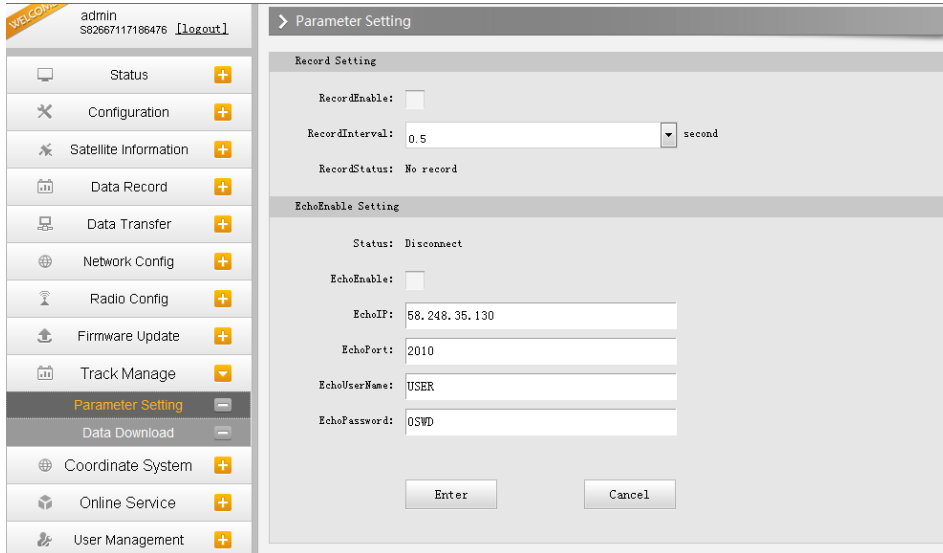 WELCOME
admin
S82667117186476 [logout]
Status
Configuration
Satellite Information
Data Record
Data Transfer
Network Config
Radio Config
Firmware Update
Track Manage
Parameter Setting
Data Download
Coordinate System
Online Service
User Management
Parameter Setting
Record Setting
RecordEnable:
RecordInterval: 0.5 second
RecordStatus: No record
EchoEnable Setting
Status: Disconnect
EchoEnable:
EchoIP: 58.248.35.130
EchoPort: 2010
EchoUserName: USER
EchoPassword: 0SWD
Enter Cancel